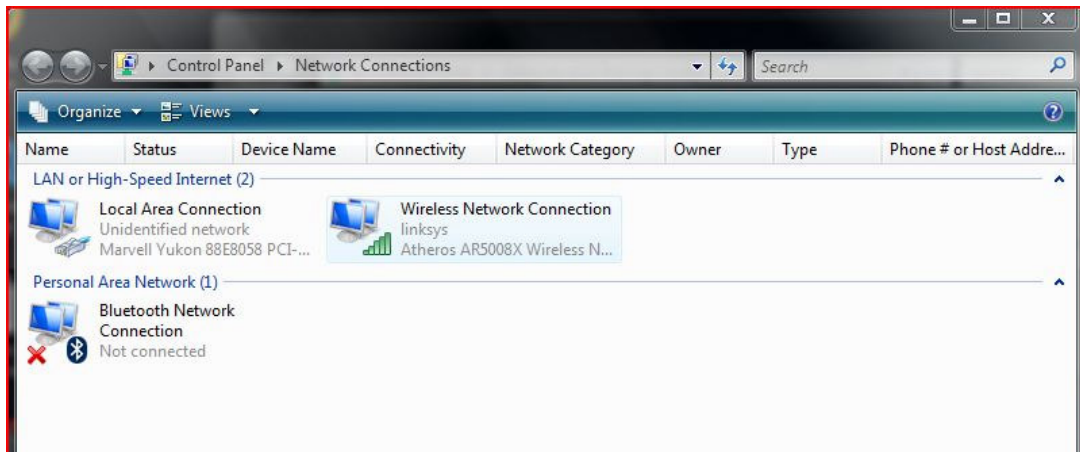 Control Panel Network Connections Search
Organize Views
Name Status Device Name Connectivity Network Category Owner Type Phone # or Host Addre...
LAN or High-Speed Internet (2)
Local Area Connection
Unidentified network
Marvell Yukon 88E8058 PCI-...
Wireless Network Connection
linksys
Atheros AR5008X Wireless N...
Personal Area Network (1)
Bluetooth Network
Connection
Not connected